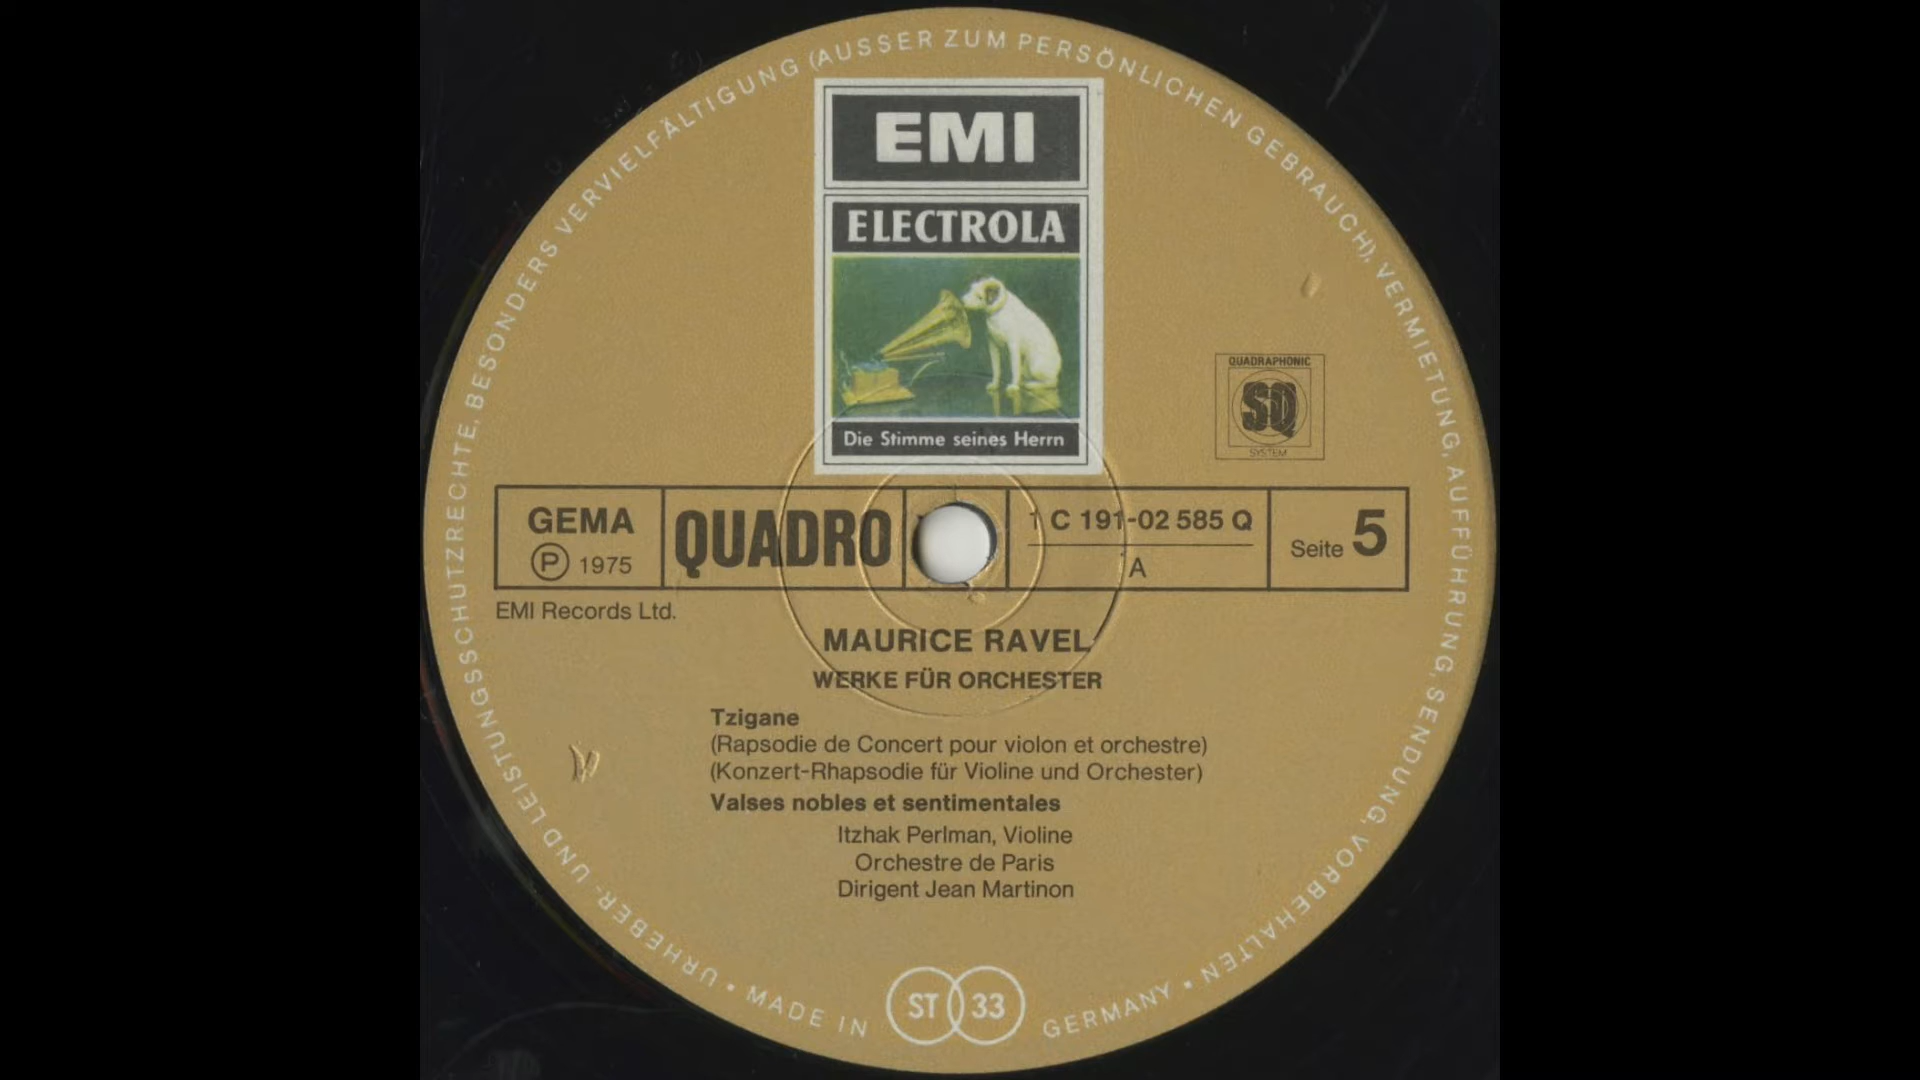 URHEBER- UND LEISTUNGSSCHUTZRECHTE, BESONDERS VERVIELFÄLTIGUNG (AUSSER ZUM PERSÖNLICHEN GEBRAUCH), VERMIETUNG, AUFFÜHRUNG, SENDUNG, VORBEHALTEN •
EMI
ELECTROLA
Die Stimme seines Herrn
QUADRAPHONIC
SQ
SYSTEM
GEMA
Ⓟ 1975
QUADRO
1 C 191-02 585 Q
A
Seite 5
EMI Records Ltd.
MAURICE RAVEL
WERKE FÜR ORCHESTER
Tzigane
(Rapsodie de Concert pour violon et orchestre)
(Konzert-Rhapsodie für Violine und Orchester)
Valses nobles et sentimentales
Itzhak Perlman, Violine
Orchestre de Paris
Dirigent Jean Martinon
• MADE IN
ST 33
GERMANY